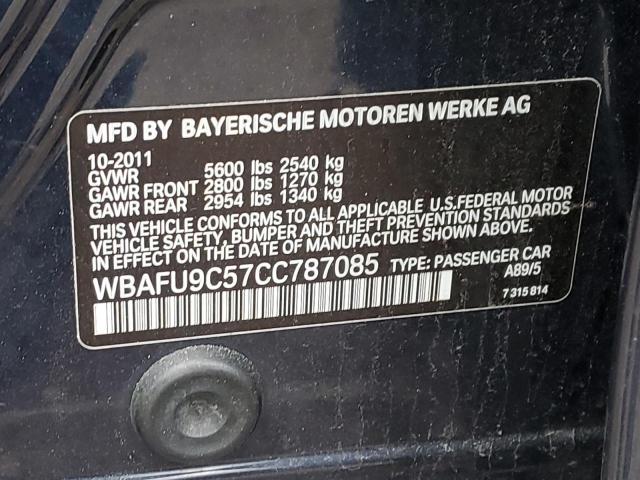 MFD BY BAYERISCHE MOTOREN WERKE AG
10-2011
GVWR 5600 lbs 2540 kg
GAWR FRONT 2800 lbs 1270 kg
GAWR REAR 2954 lbs 1340 kg
THIS VEHICLE CONFORMS TO ALL APPLICABLE U.S.FEDERAL MOTOR
VEHICLE SAFETY, BUMPER AND THEFT PREVENTION STANDARDS
IN EFFECT ON THE DATE OF MANUFACTURE SHOWN ABOVE.
WBAFU9C57CC787085 TYPE: PASSENGER CAR
A89/5
7 315 814